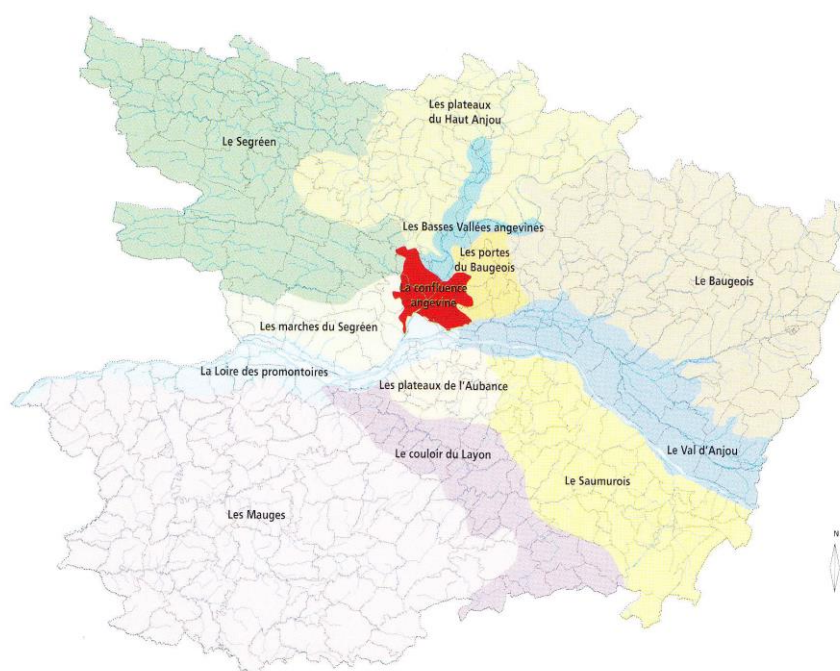 Les plateaux
du Haut Anjou
Le Segréen
Les Basses Vallées angevines
Les portes
du Baugeois
Le Baugeois
La confluence
angevine
Les marches du Segréen
La Loire des promontoires
Les plateaux de l'Aubance
Le Val d'Anjou
Le couloir du Layon
Le Saumurois
Les Mauges
N